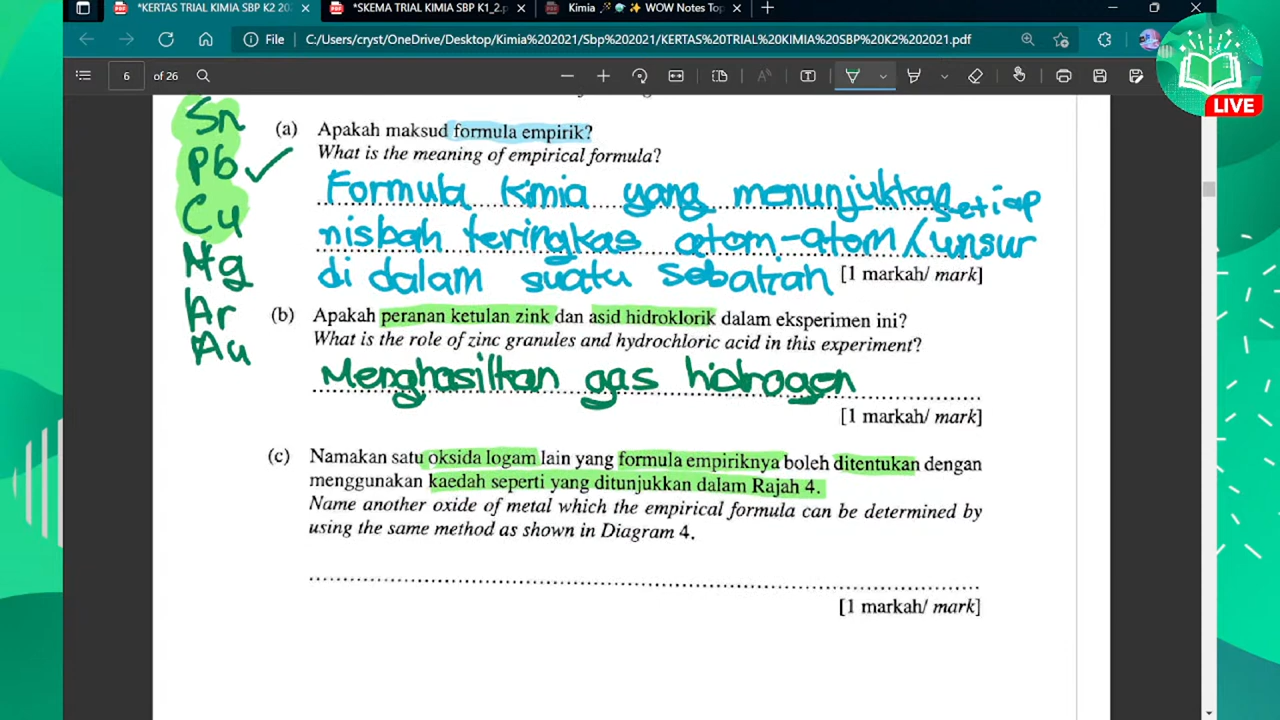 *KERTAS TRIAL KIMIA SBP K2 202
*SKEMA TRIAL KIMIA SBP K1_2.p
Kimia 🪄 🎓 ✨ WOW Notes Top
File C:/Users/cryst/OneDrive/Desktop/Kimia%202021/Sbp%202021/KERTAS%20TRIAL%20KIMIA%20SBP%20K2%202021.pdf
LIVE
6 of 26
Sn
Pb ✓
Cu
Mg
Ar
Au
(a) Apakah maksud formula empirik?
What is the meaning of empirical formula?
Formula kimia yang menunjukkan setiap
nisbah teringkas atom-atom / unsur
di dalam suatu sebatian
[1 markah/ mark]
(b) Apakah peranan ketulan zink dan asid hidroklorik dalam eksperimen ini?
What is the role of zinc granules and hydrochloric acid in this experiment?
Menghasilkan gas hidrogen
[1 markah/ mark]
(c) Namakan satu oksida logam lain yang formula empiriknya boleh ditentukan dengan
menggunakan kaedah seperti yang ditunjukkan dalam Rajah 4.
Name another oxide of metal which the empirical formula can be determined by
using the same method as shown in Diagram 4.
[1 markah/ mark]